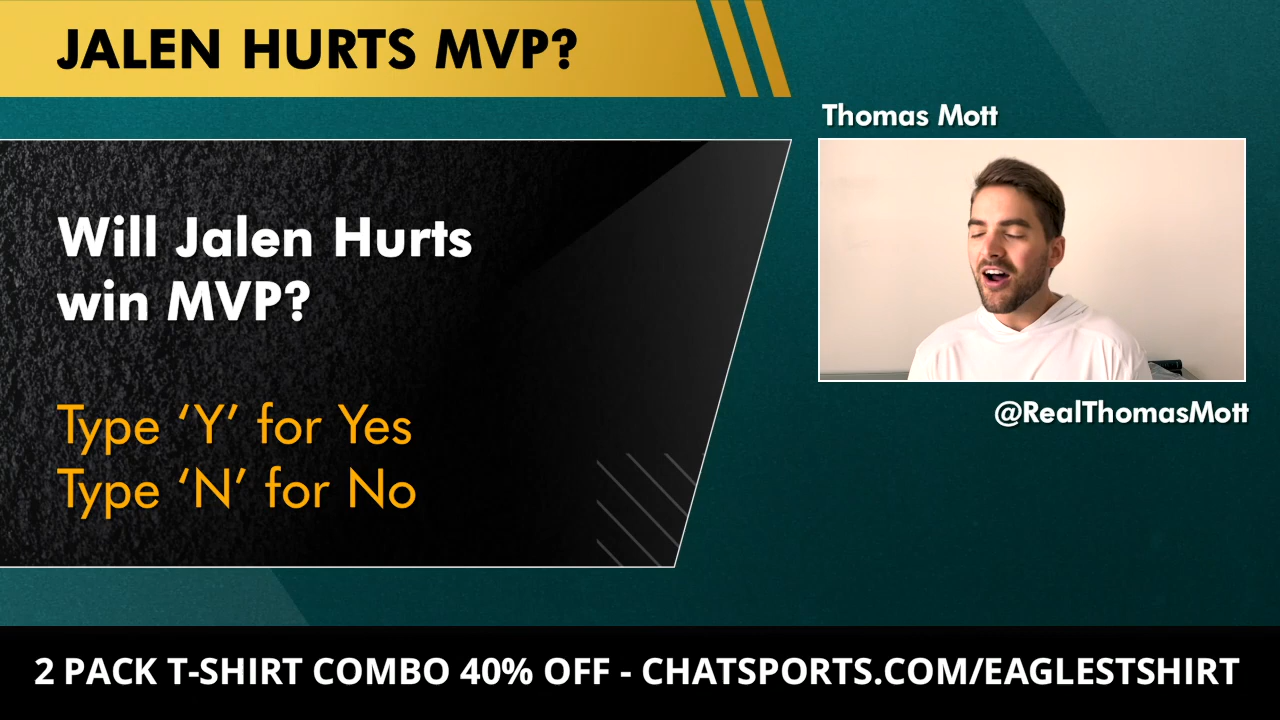 JALEN HURTS MVP?
Thomas Mott
Will Jalen Hurts
win MVP?
Type ‘Y’ for Yes
Type ‘N’ for No
@RealThomasMott
2 PACK T-SHIRT COMBO 40% OFF - CHATSPORTS.COM/EAGLESTSHIRT